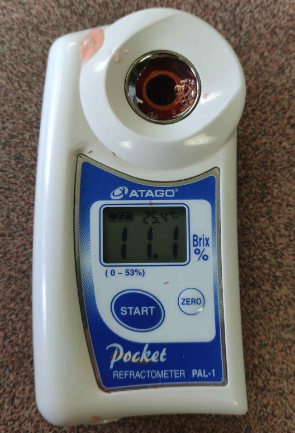 ATAGO®
25.4℃
11.1 Brix %
(0-53%)
START
ZERO
Pocket
REFRACTOMETER PAL-1